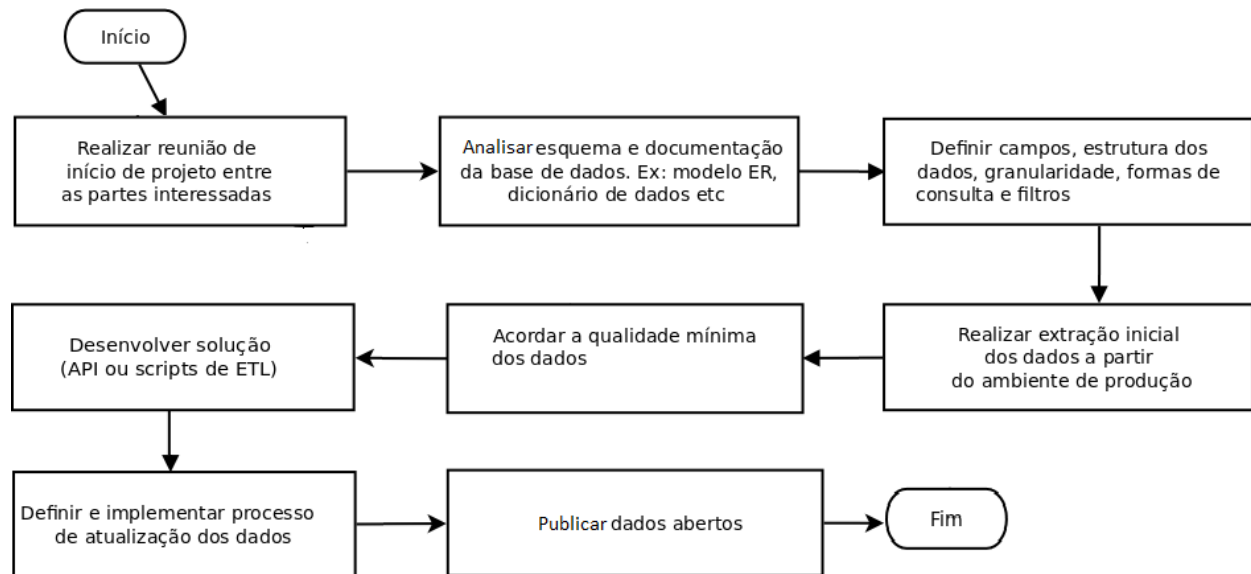 Início
Realizar reunião de
início de projeto entre
as partes interessadas
Analisar esquema e documentação
da base de dados. Ex: modelo ER,
dicionário de dados etc
Definir campos, estrutura dos
dados, granularidade, formas de
consulta e filtros
Realizar extração inicial
dos dados a partir
do ambiente de produção
Acordar a qualidade mínima
dos dados
Desenvolver solução
(API ou scripts de ETL)
Definir e implementar processo
de atualização dos dados
Publicar dados abertos
Fim